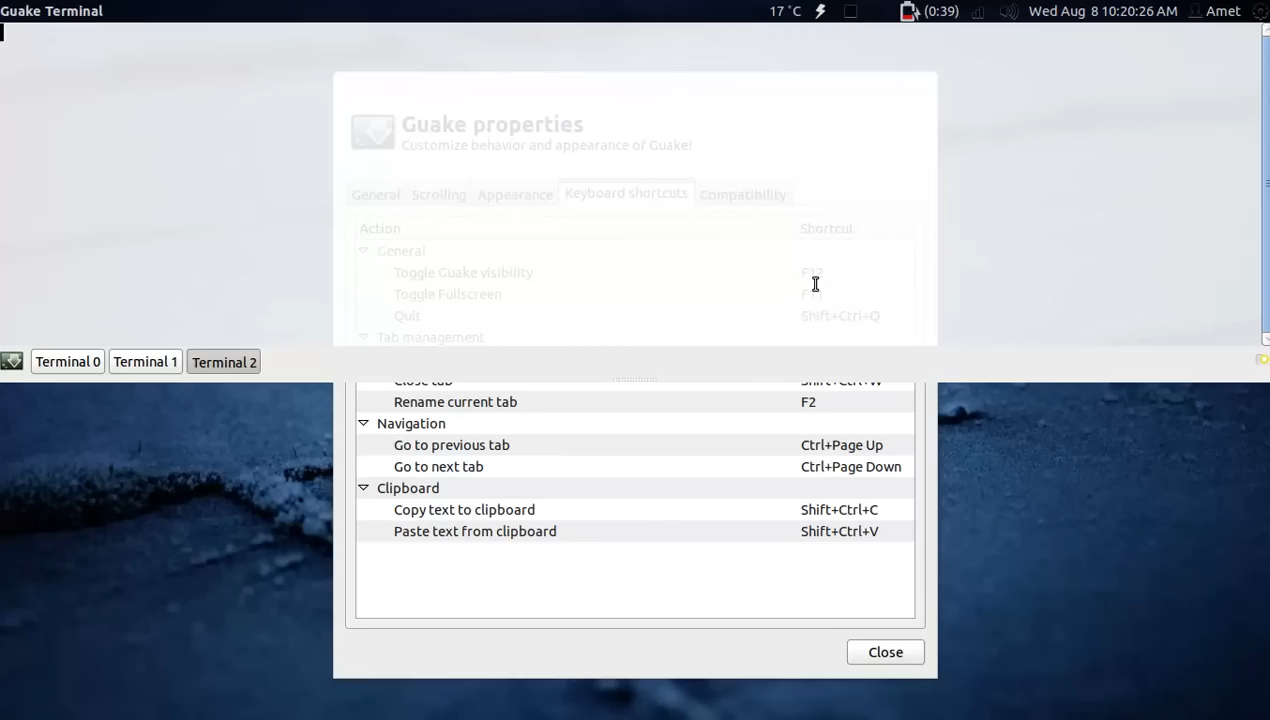 Guake Terminal
17 °C
(0:39)
Wed Aug 8 10:20:26 AM
Amet
Guake properties
Customize behavior and appearance of Guake!
General
Scrolling
Appearance
Keyboard shortcuts
Compatibility
Action Shortcut
General
Toggle Guake visibility
Toggle Fullscreen
Quit Shift+Ctrl+Q
Tab management
Terminal 0
Terminal 1
Terminal 2
Close tab Shift+Ctrl+W
Rename current tab F2
Navigation
Go to previous tab Ctrl+Page Up
Go to next tab Ctrl+Page Down
Clipboard
Copy text to clipboard Shift+Ctrl+C
Paste text from clipboard Shift+Ctrl+V
Close